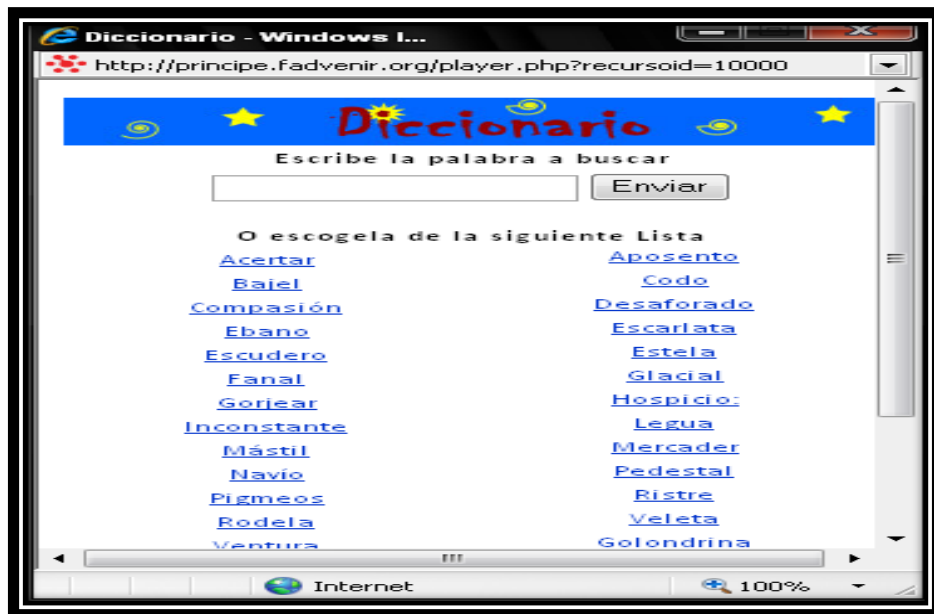 Diccionario - Windows I...
http://principe.fadvenir.org/player.php?recursoid=10000
Diccionario
Escribe la palabra a buscar
Enviar
O escogela de la siguiente Lista
Acertar Aposento
Bajel Codo
Compasión Desaforado
Ebano Escarlata
Escudero Estela
Fanal Glacial
Gorjear Hospicio:
Inconstante Legua
Mástil Mercader
Navío Pedestal
Pigmeos Ristre
Rodela Veleta
Ventura Golondrina
Internet 100%